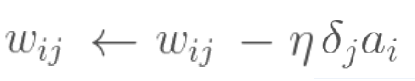 w_{ij} ← w_{ij} − η δ_j a_i